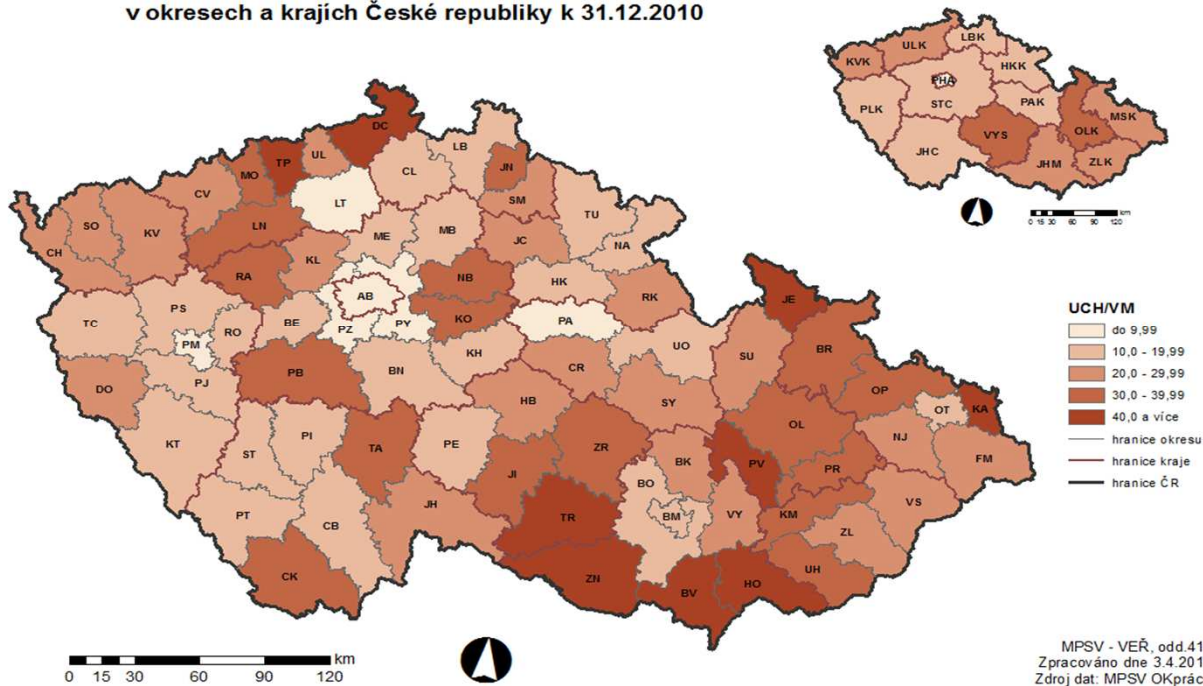 v okresech a krajích České republiky k 31.12.2010
LBK
ULK
KVK
HKK
PHA
PLK
STC
PAK
MSK
VYS
OLK
JHC
JHM
ZLK
km
0 15 30 60 90 120
DC
TP
UL
LB
MO
JN
CL
CV
LT
SM
TU
SO
KV
LN
ME
MB
JC
NA
CH
KL
RA
NB
HK
RK
AB
JE
TC
PS
RO
BE
KO
PA
PM
PZ
PY
UO
SU
BR
KH
PJ
DO
PB
BN
CR
OP
HB
SY
OT
KA
OL
KT
ST
PI
TA
PE
ZR
BK
PV
PR
NJ
FM
JI
BO
VS
PT
CB
JH
TR
BM
VY
KM
ZL
CK
ZN
BV
HO
UH
UCH/VM
do 9,99
10,0 - 19,99
20,0 - 29,99
30,0 - 39,99
40,0 a více
hranice okresu
hranice kraje
hranice ČR
km
0 15 30 60 90 120
MPSV - VEŘ, odd.41
Zpracováno dne 3.4.201
Zdroj dat: MPSV OKprác